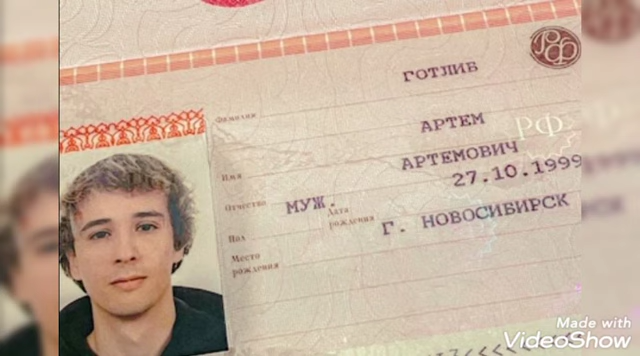 РФ
ГОТЛИБ
Фамилия
АРТЕМ
РФ
Имя
АРТЕМОВИЧ
Отчество
МУЖ.
Дата рождения
27.10.1999
Пол
Г. НОВОСИБИРСК
Место
рождения
Made with
VideoShow